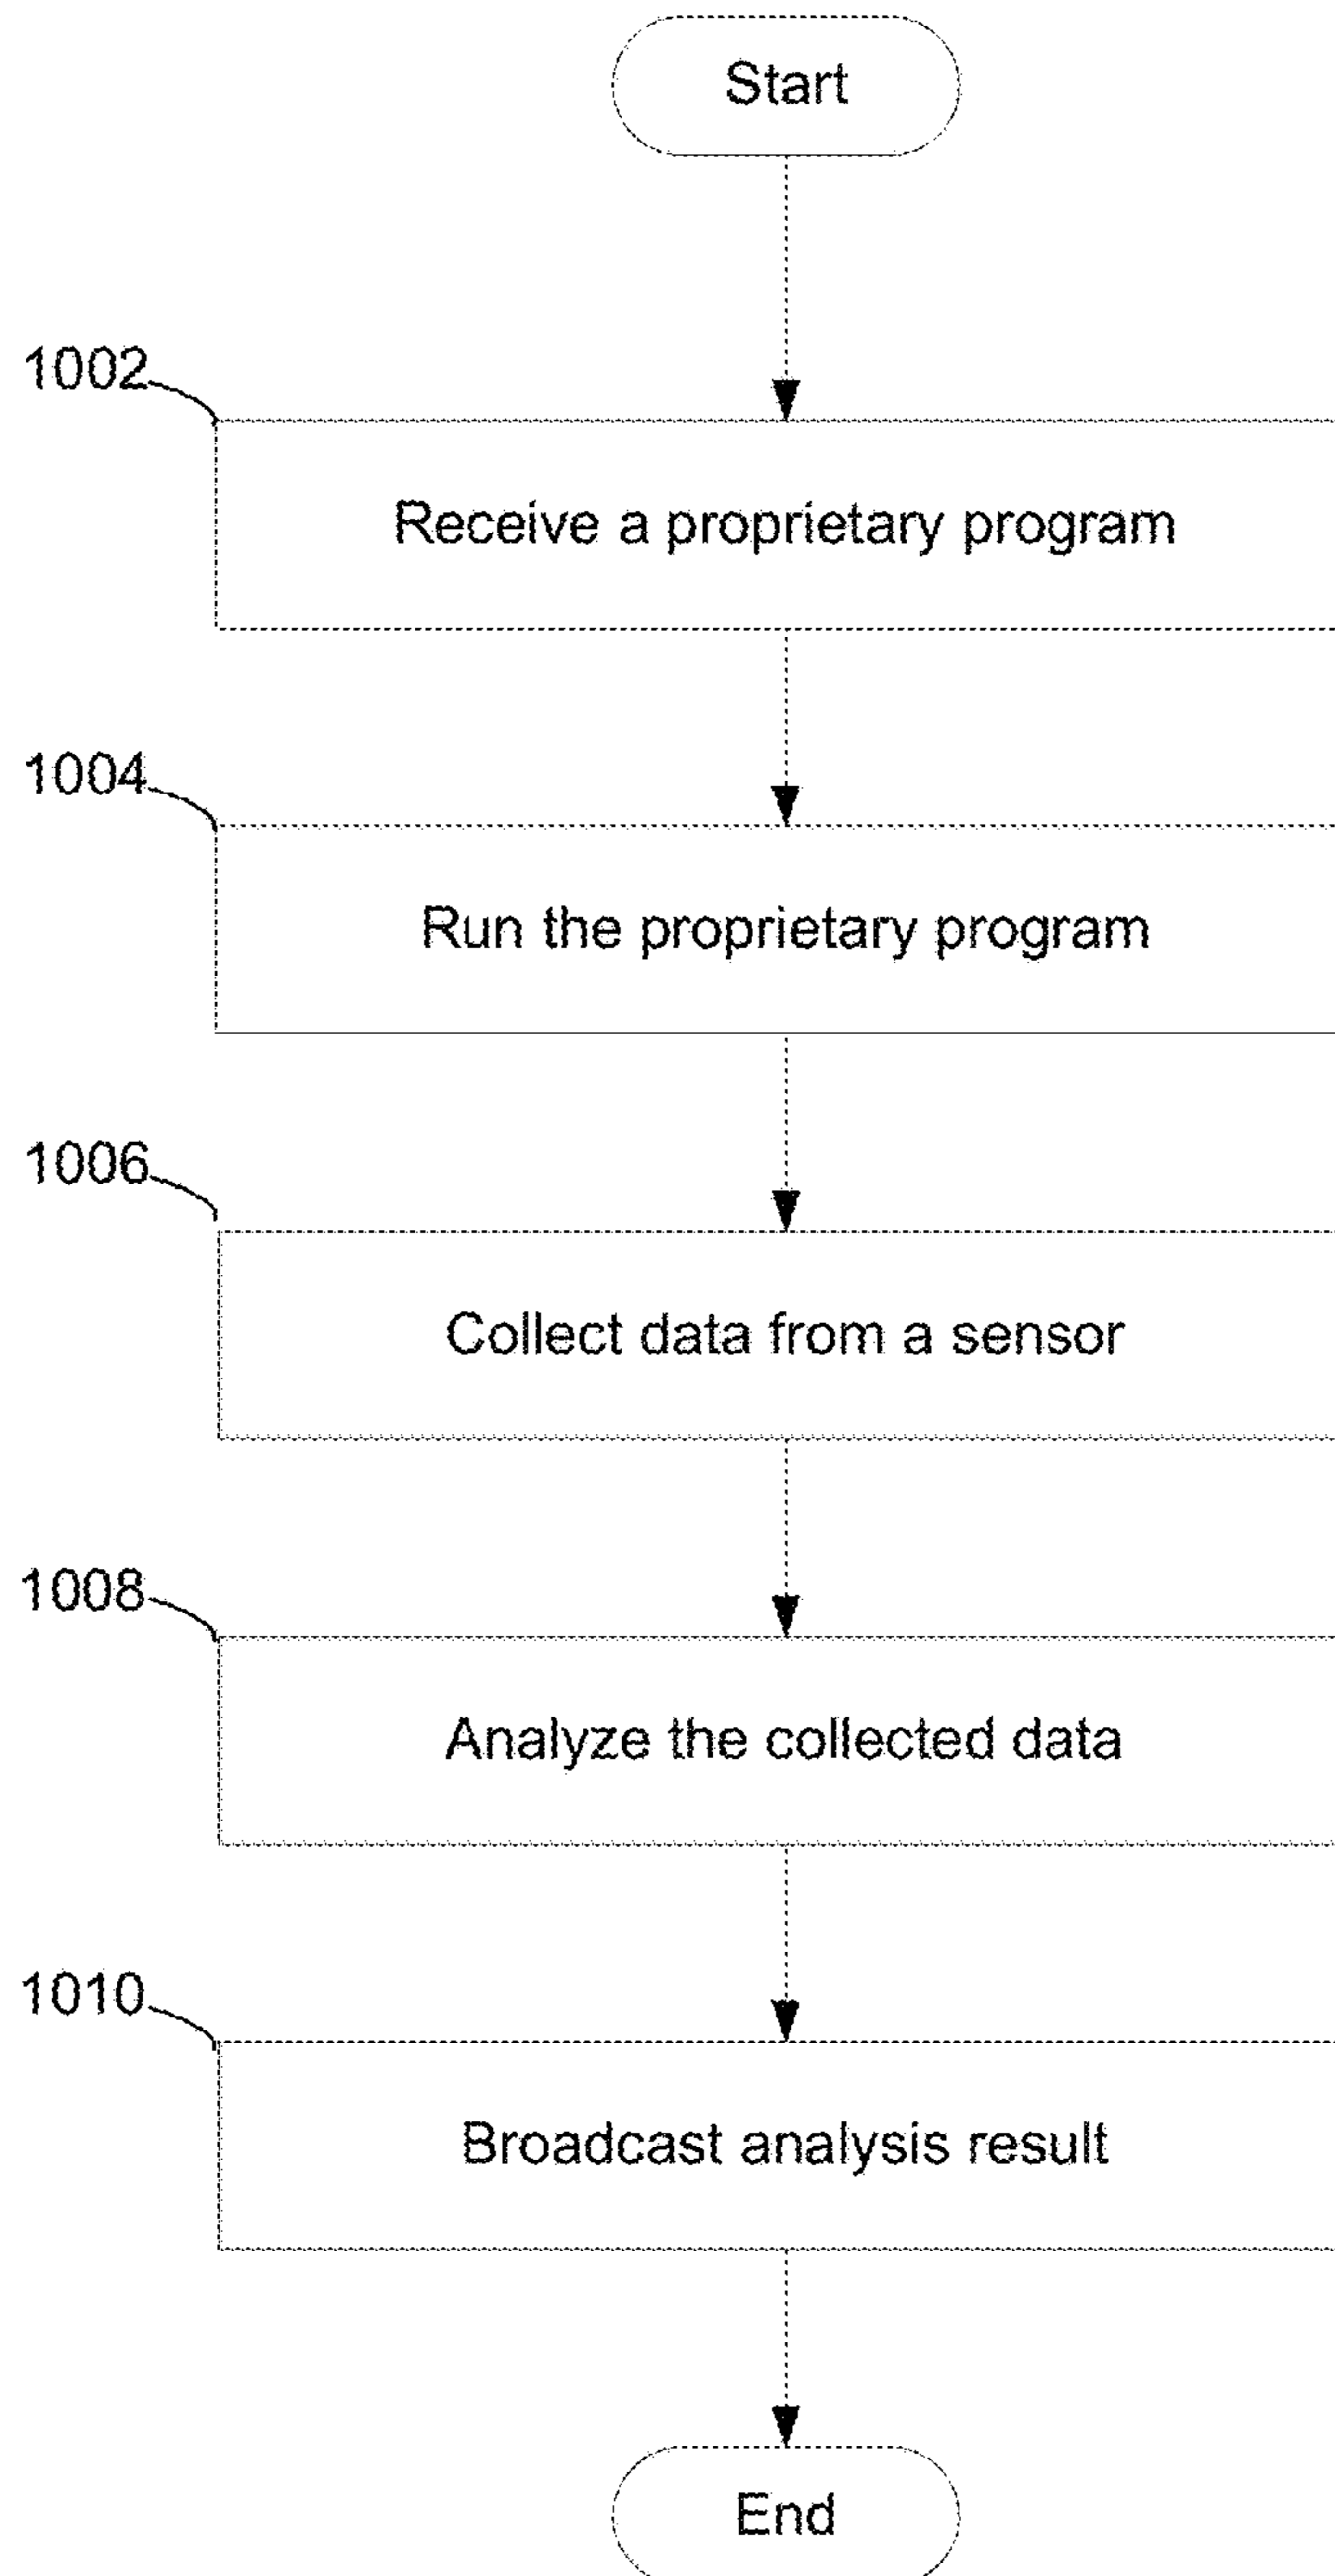 Start
1002
Receive a proprietary program
1004
Run the proprietary program
1006
Collect data from a sensor
1008
Analyze the collected data
1010
Broadcast analysis result
End